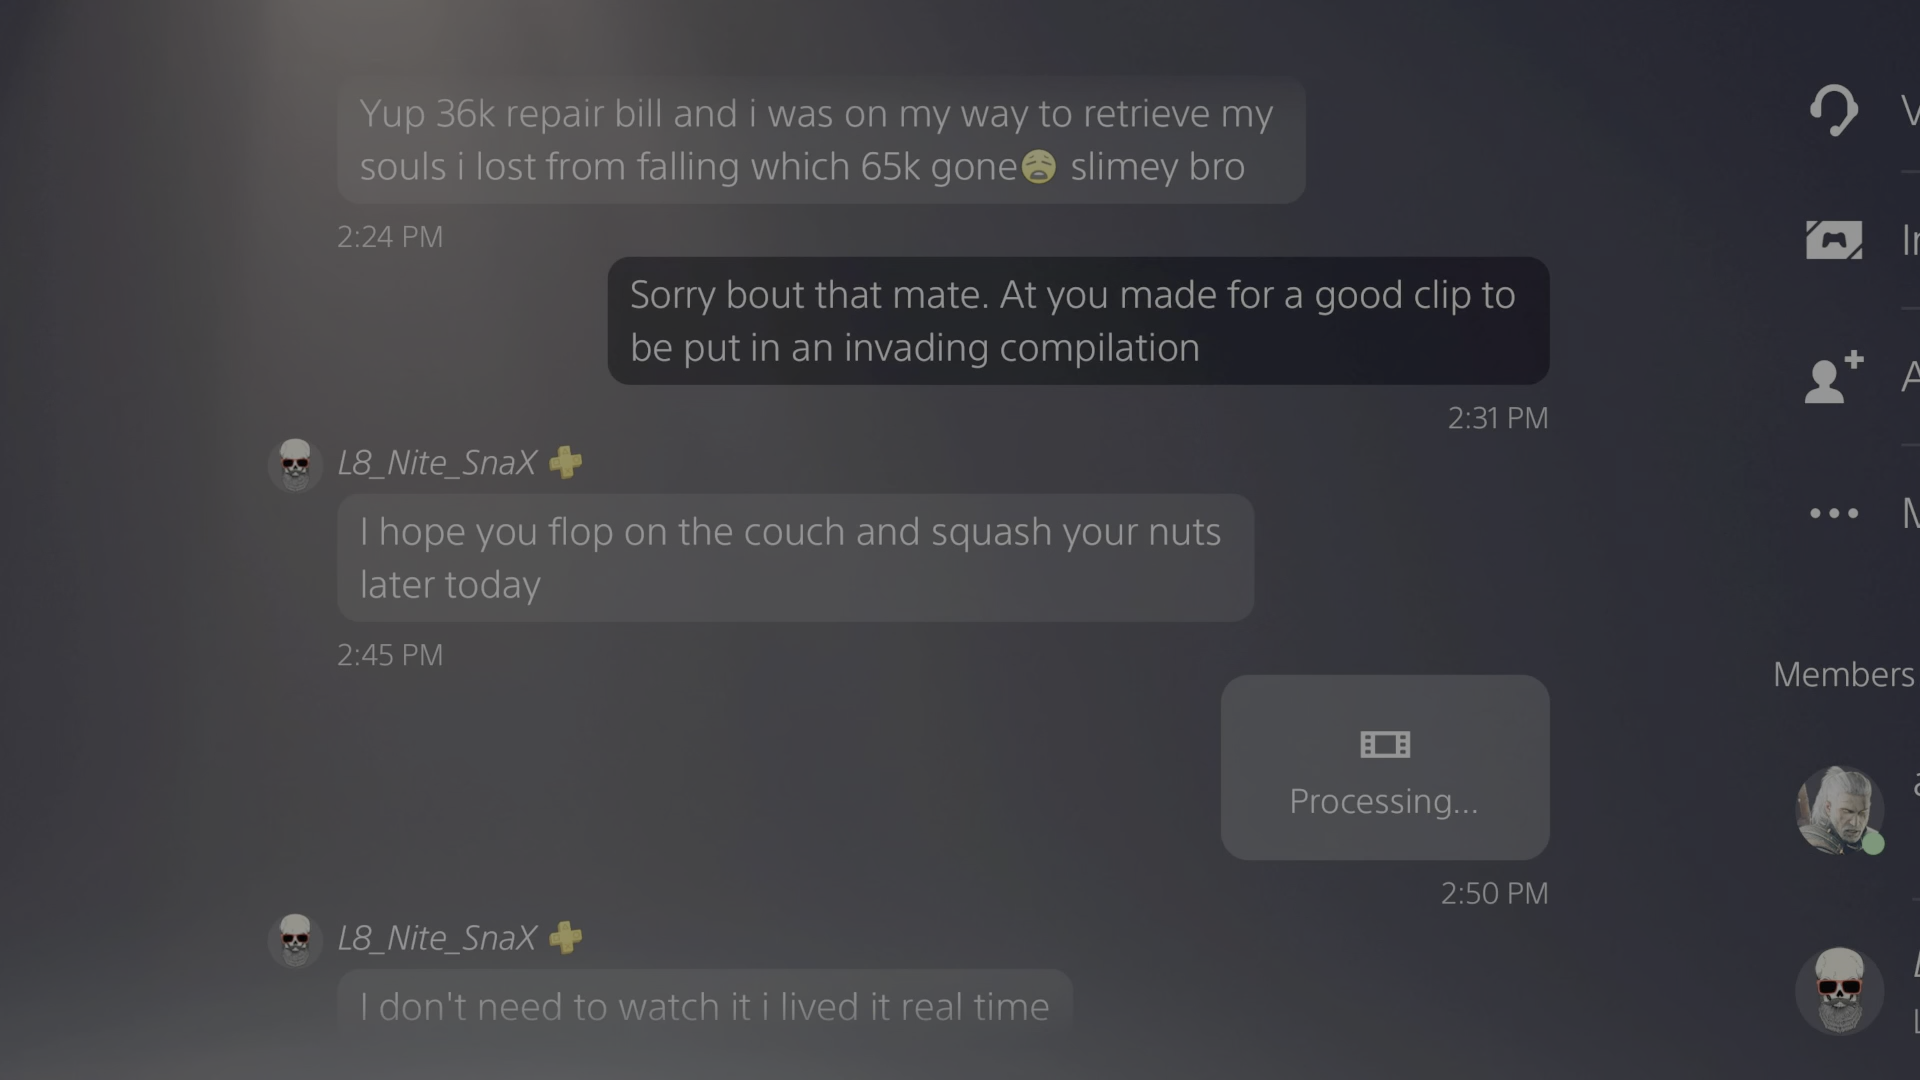 Yup 36k repair bill and i was on my way to retrieve my
souls i lost from falling which 65k gone😩 slimey bro
2:24 PM
Sorry bout that mate. At you made for a good clip to
be put in an invading compilation
2:31 PM
L8_Nite_SnaX
I hope you flop on the couch and squash your nuts
later today
2:45 PM
Processing...
2:50 PM
L8_Nite_SnaX
I don't need to watch it i lived it real time
Members